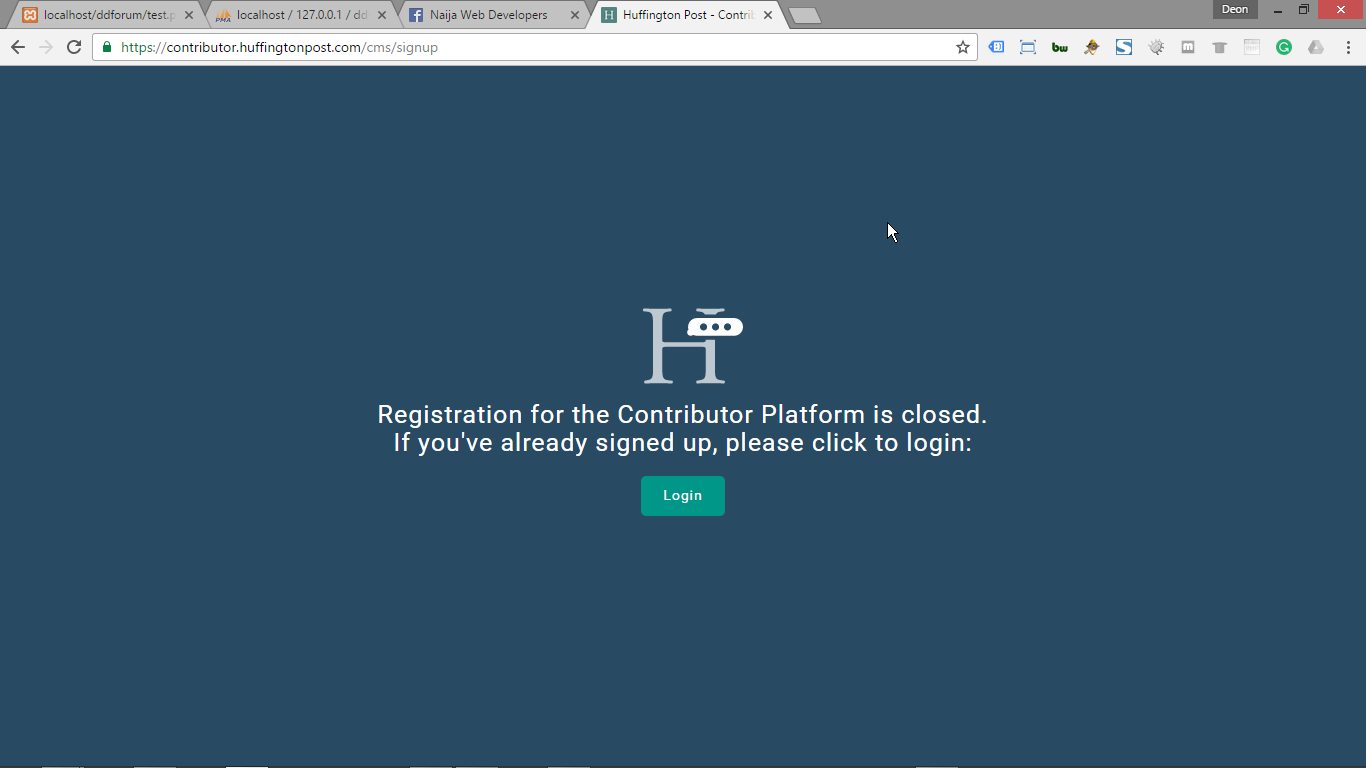 localhost/ddforum/test.p
localhost / 127.0.0.1 / dd
Naija Web Developers
Huffington Post - Contri
Deon
https://contributor.huffingtonpost.com/cms/signup
bw
H
Registration for the Contributor Platform is closed.
If you've already signed up, please click to login:
Login